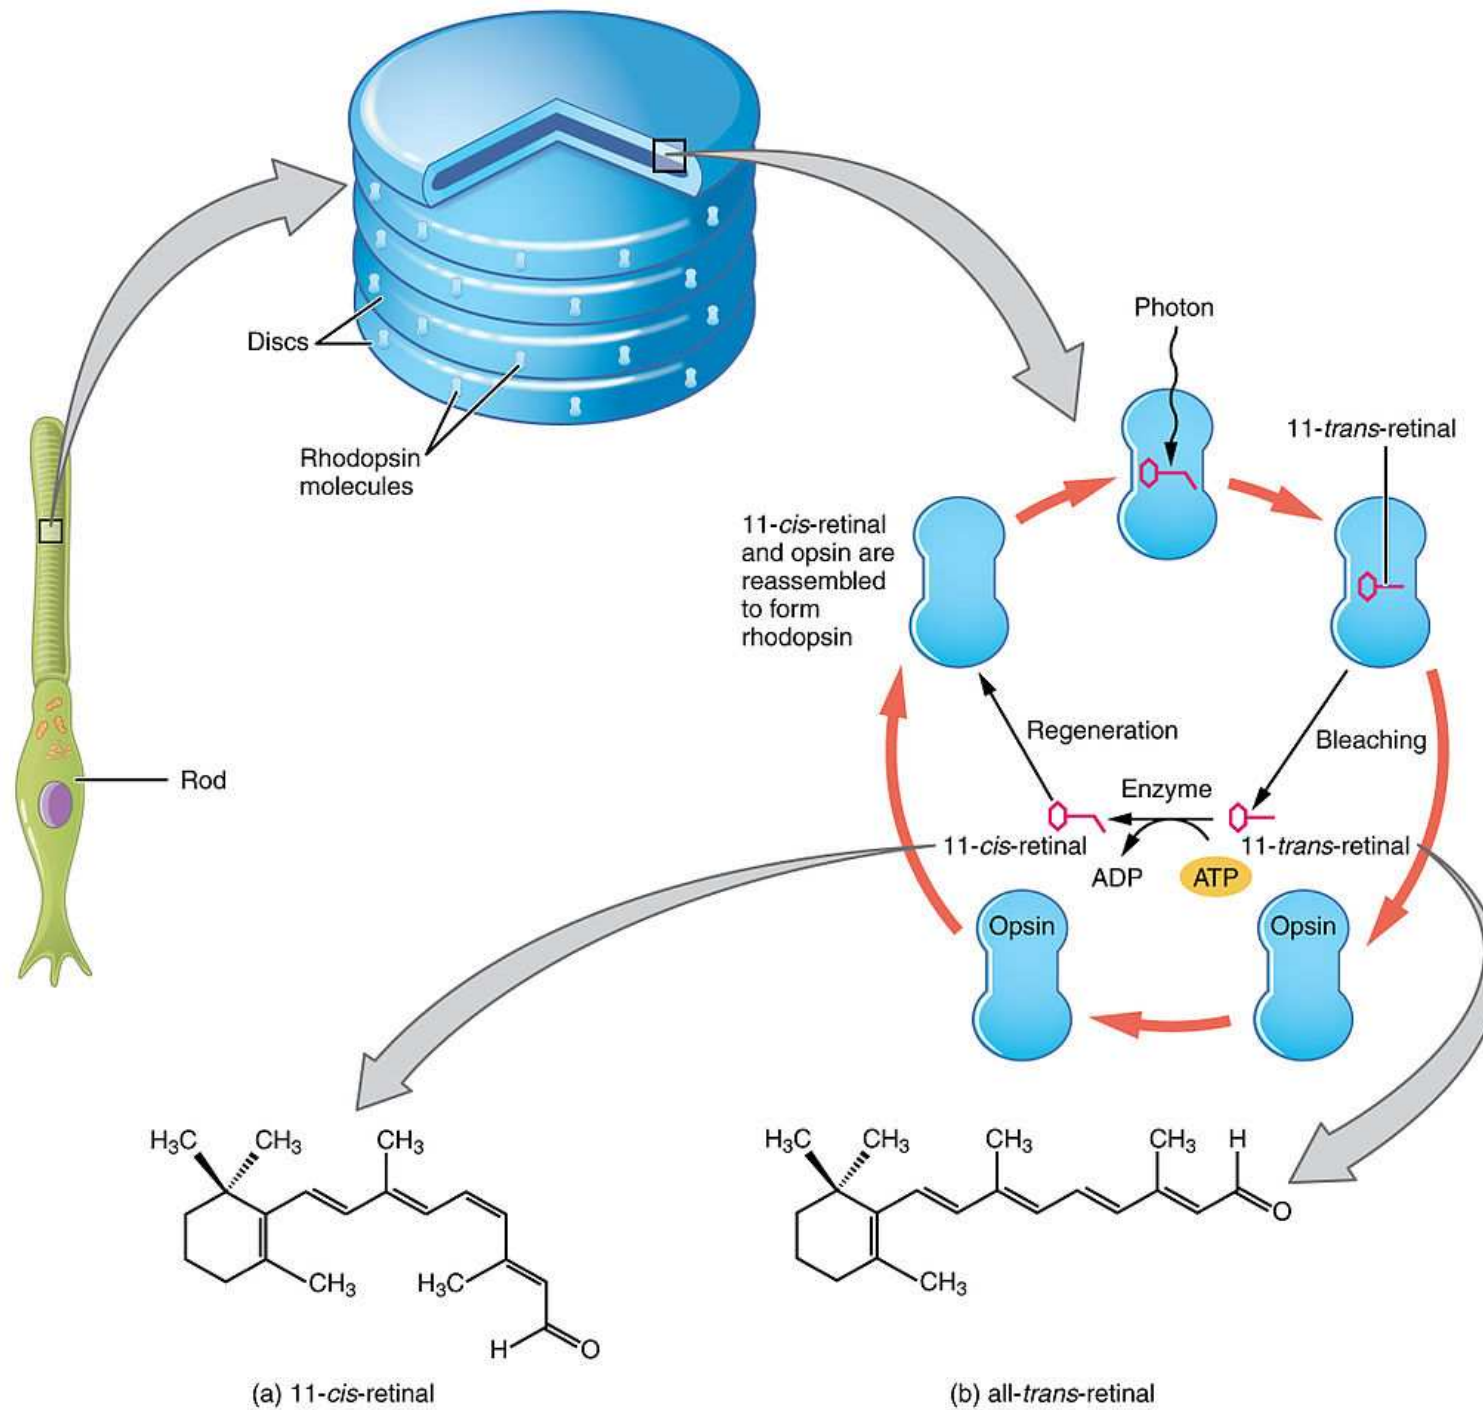 Discs
Rhodopsin
molecules
Rod
Photon
11-trans-retinal
11-cis-retinal
and opsin are
reassembled
to form
rhodopsin
Regeneration
Bleaching
Enzyme
11-cis-retinal
11-trans-retinal
ADP
ATP
Opsin
Opsin
H₃C
CH₃
CH₃
CH₃
H₃C
H
O
H₃C
CH₃
CH₃
CH₃
H
O
CH₃
(a) 11-cis-retinal
(b) all-trans-retinal